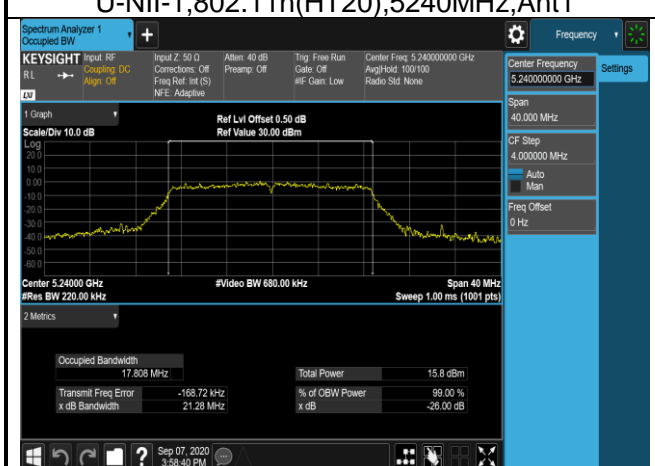 U-NII-1,802.11n(HT20),5240MHz,Ant1
Spectrum Analyzer 1
Occupied BW
+
Frequency
KEYSIGHT Input: RF Input Z: 50 Ω Atten: 40 dB Trig: Free Run Center Freq: 5.240000000 GHz
RL Coupling: DC Corrections: Off Preamp: Off Gate: Off Avg|Hold: 100/100
Align: Off Freq Ref: Int (S) #IF Gain: Low Radio Std: None
LXI NFE: Adaptive
Center Frequency
5.240000000 GHz
Settings
Span
40.000 MHz
CF Step
4.000000 MHz
Auto
Man
Freq Offset
0 Hz
1 Graph
Ref Lvl Offset 0.50 dB
Scale/Div 10.0 dB Ref Value 30.00 dBm
Log
20.0
10.0
0.00
-10.0
-20.0
-30.0
-40.0
-50.0
-60.0
Center 5.24000 GHz #Video BW 680.00 kHz Span 40 MHz
#Res BW 220.00 kHz Sweep 1.00 ms (1001 pts)
2 Metrics
Occupied Bandwidth
17.808 MHz Total Power 15.8 dBm
Transmit Freq Error -168.72 kHz % of OBW Power 99.00 %
x dB Bandwidth 21.28 MHz x dB -26.00 dB
? Sep 07, 2020
3:58:40 PM